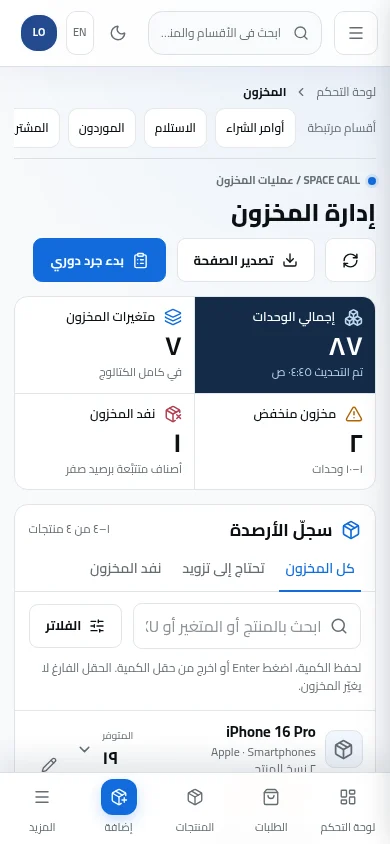 ابحث في الأقسام والمنـ...
EN
LO
لوحة التحكم
المخزون
أقسام مرتبطة
أوامر الشراء
الاستلام
الموردون
المشتر
SPACE CALL / عمليات المخزون
إدارة المخزون
تصدير الصفحة
بدء جرد دوري
إجمالي الوحدات
٨٧
تم التحديث ٠٤:٤٥ ص
متغيرات المخزون
٧
في كامل الكتالوج
مخزون منخفض
٢
١–١٠ وحدات
نفد المخزون
١
أصناف متتبَّعة برصيد صفر
سجلّ الأرصدة
١–٤ من ٤ منتجات
كل المخزون
تحتاج إلى تزويد
نفد المخزون
ابحث بالمنتج أو المتغير أو KU
الفلاتر
لحفظ الكمية، اضغط Enter أو اخرج من حقل الكمية. الحقل الفارغ لا
يغيّر المخزون.
iPhone 16 Pro
Apple · Smartphones
٢ نسخ المنتج
المتوفر
١٩
لوحة التحكم
الطلبات
المنتجات
إضافة
المزيد